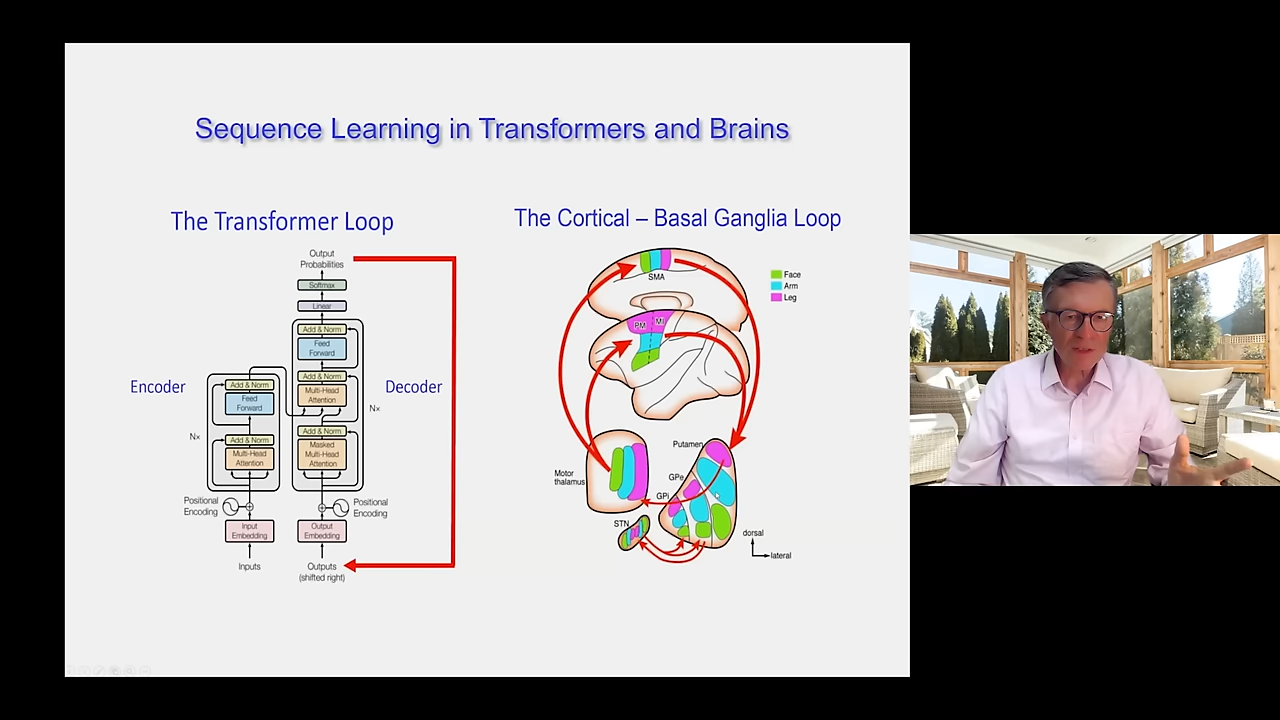 Sequence Learning in Transformers and Brains
The Transformer Loop
Output
Probabilities
Softmax
Linear
Add & Norm
Feed
Forward
Add & Norm
Multi-Head
Attention
Add & Norm
Masked
Multi-Head
Attention
Encoder
Decoder
Add & Norm
Feed
Forward
Add & Norm
Multi-Head
Attention
N×
N×
Positional
Encoding
Positional
Encoding
Input
Embedding
Output
Embedding
Inputs
Outputs
(shifted right)
The Cortical – Basal Ganglia Loop
SMA
Face
Arm
Leg
PM
MI
Motor
thalamus
Putamen
GPe
GPi
STN
dorsal
lateral